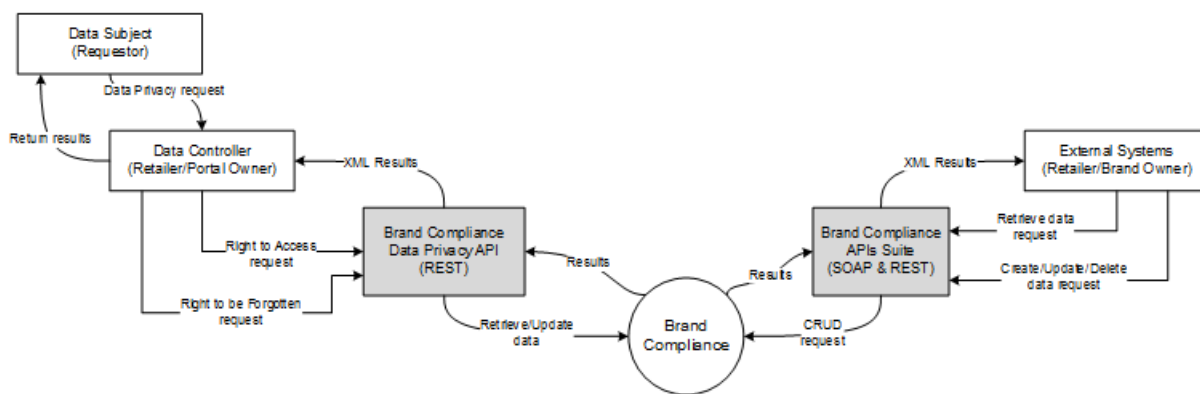 Data Subject
(Requestor)
Data Privacy request
Return results
Data Controller
(Retailer/Portal Owner)
XML Results
XML Results
External Systems
(Retailer/Brand Owner)
Right to Access
request
Brand Compliance
Data Privacy API
(REST)
Results
Results
Brand Compliance
APIs Suite
(SOAP & REST)
Retrieve data
request
Create/Update/Delete
data request
Right to be Forgotten
request
Retrieve/Update
data
Brand
Compliance
CRUD
request